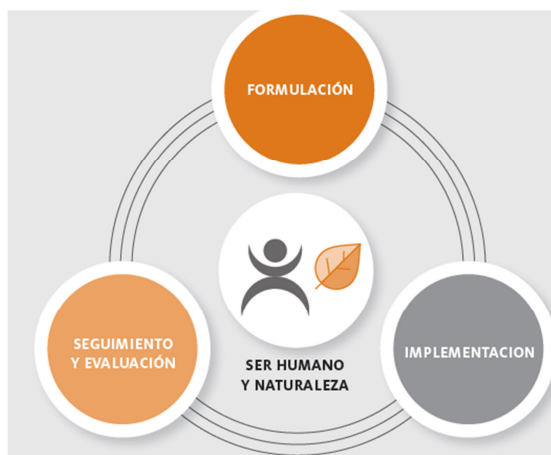 FORMULACIÓN
SEGUIMIENTO
Y EVALUACIÓN
IMPLEMENTACION
SER HUMANO
Y NATURALEZA